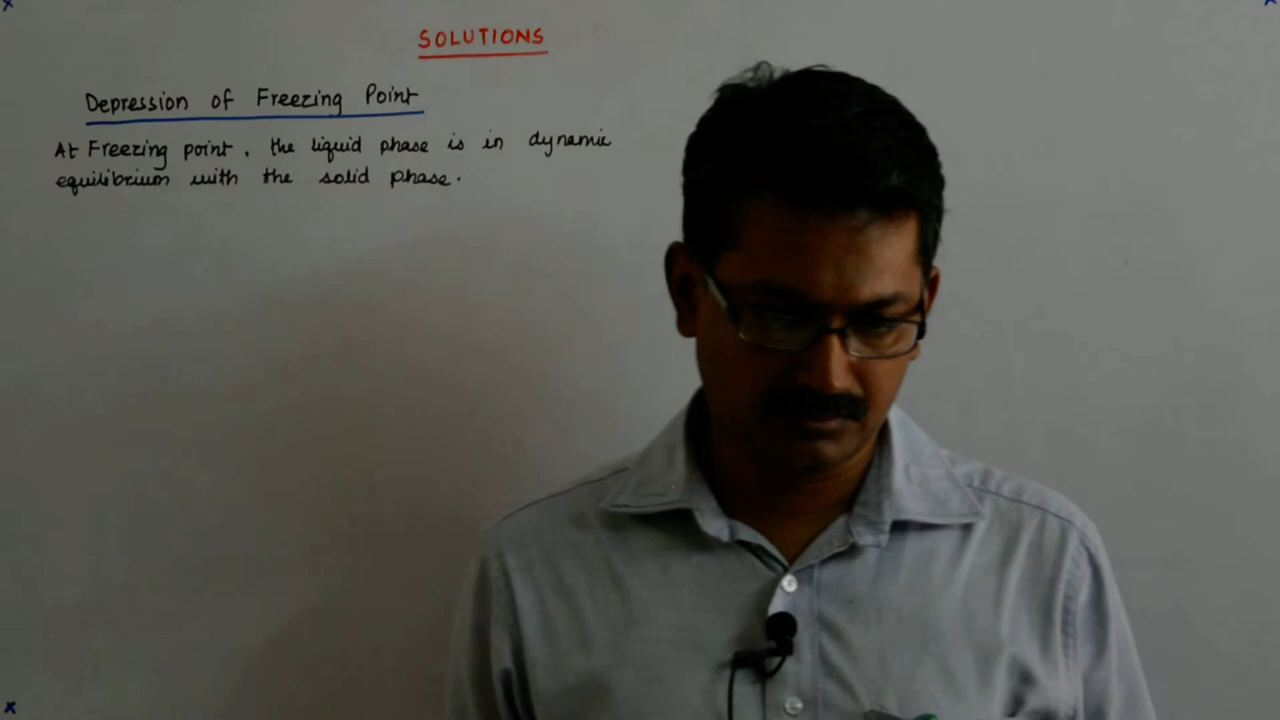 SOLUTIONS
Depression of Freezing Point
At Freezing point, the liquid phase is in dynamic
equilibrium with the solid phase.